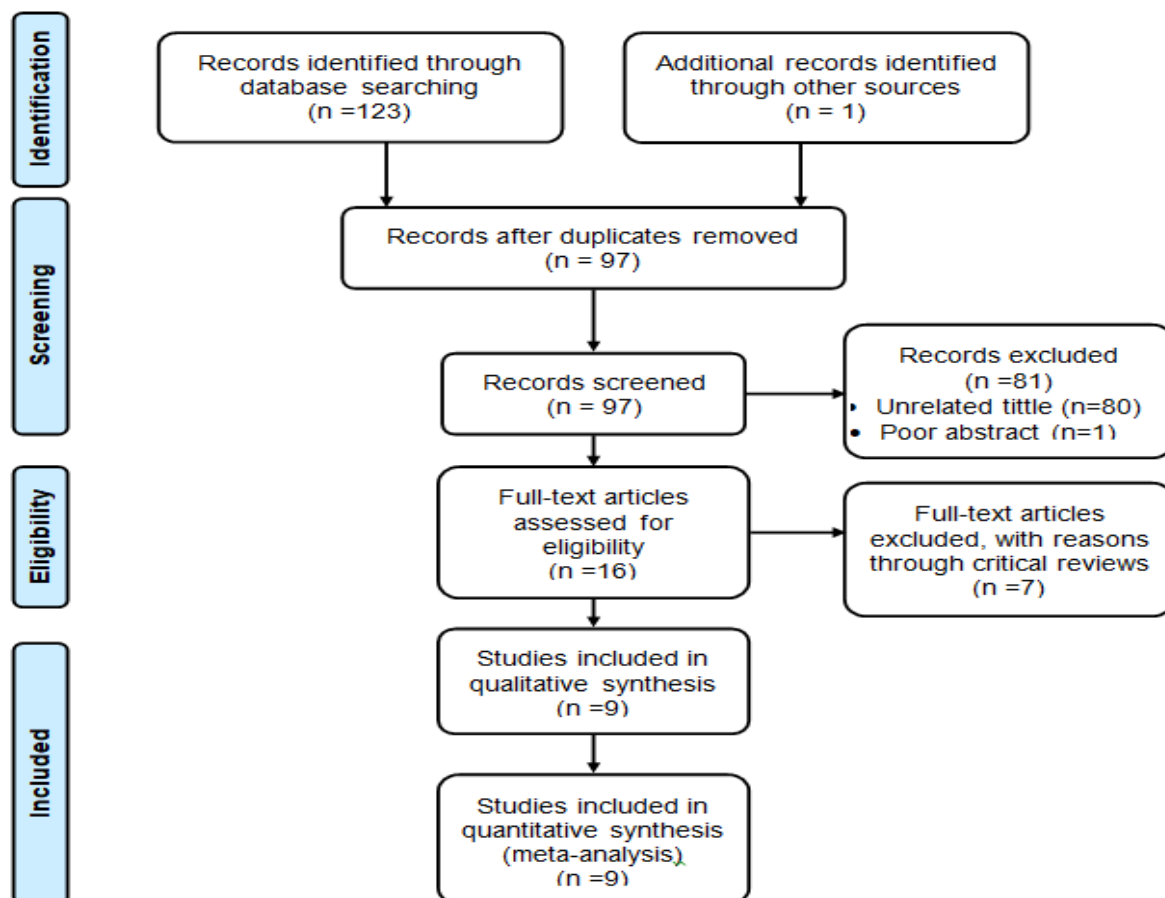 Identification
Records identified through
database searching
(n =123)
Additional records identified
through other sources
(n = 1)
Screening
Records after duplicates removed
(n = 97)
Records screened
(n = 97)
Records excluded
(n =81)
• Unrelated tittle (n=80)
• Poor abstract (n=1)
Eligibility
Full-text articles
assessed for
eligibility
(n =16)
Full-text articles
excluded, with reasons
through critical reviews
(n =7)
Included
Studies included in
qualitative synthesis
(n =9)
Studies included in
quantitative synthesis
(meta-analysis)
(n =9)